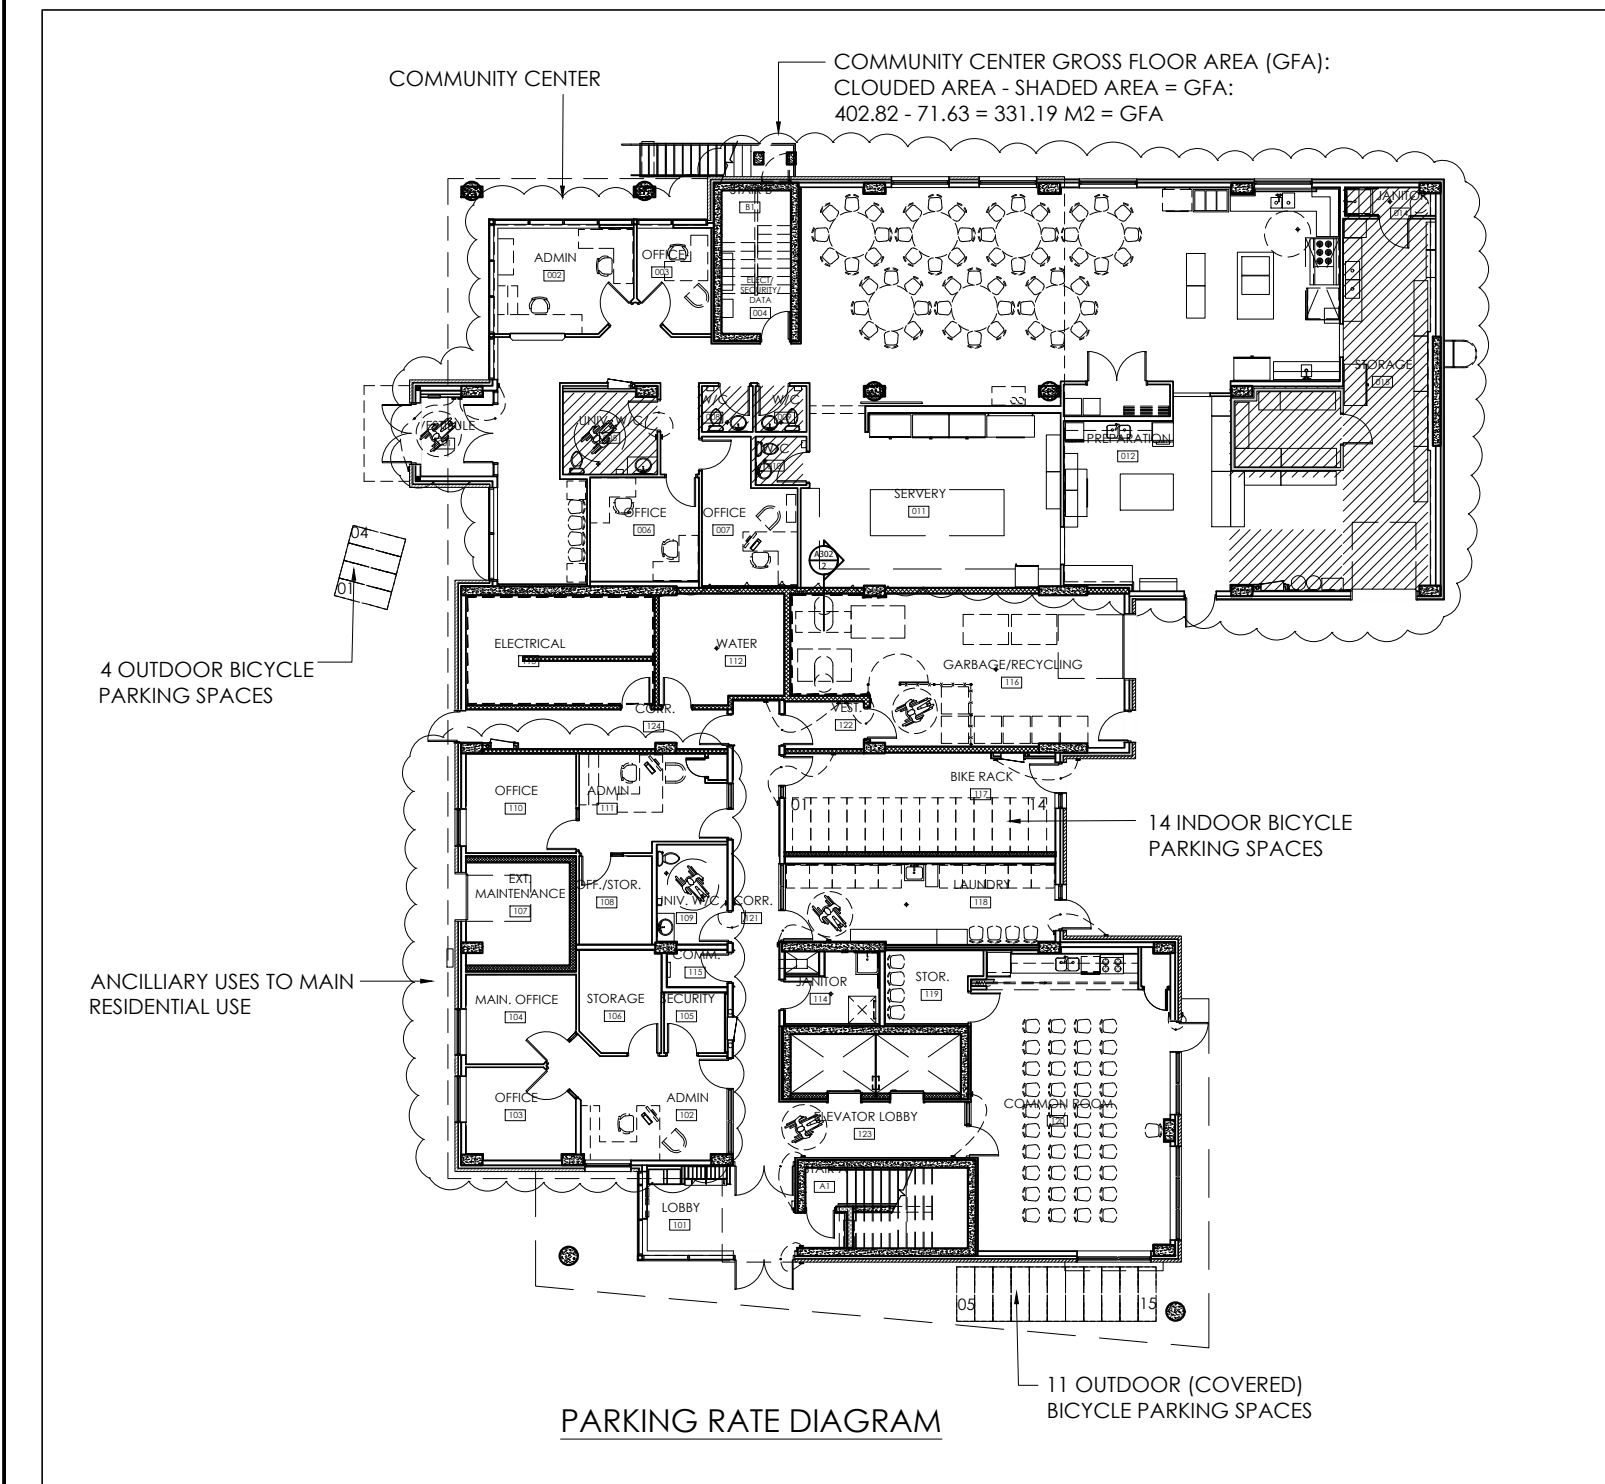 COMMUNITY CENTER
COMMUNITY CENTER GROSS FLOOR AREA (GFA):
CLOUDED AREA - SHADED AREA = GFA:
402.82 - 71.63 = 331.19 M2 = GFA
B1
JANITOR
014
ADMIN
002
OFFICE
003
ELECT/
SECURITY/
DATA
004
STORAGE
015
UNIV. W/C
W/C
W/C
W/C
PREPARATION
012
SERVERY
011
OFFICE
006
OFFICE
007
A302
2
04
01
4 OUTDOOR BICYCLE
PARKING SPACES
ELECTRICAL
WATER
112
GARBAGE/RECYCLING
116
CORR.
124
VEST.
122
OFFICE
110
ADMIN
111
BIKE RACK
117
01
14
14 INDOOR BICYCLE
PARKING SPACES
EXT.
MAINTENANCE
107
OFF./STOR.
108
UNIV. W/C
109
CORR.
121
LAUNDRY
118
ANCILLIARY USES TO MAIN
RESIDENTIAL USE
COMM.
115
MAIN. OFFICE
104
STORAGE
106
SECURITY
105
JANITOR
114
STOR.
119
OFFICE
103
ADMIN
102
ELEVATOR LOBBY
123
COMMON ROOM
120
STAIR A
A1
LOBBY
101
05
15
11 OUTDOOR (COVERED)
BICYCLE PARKING SPACES
PARKING RATE DIAGRAM